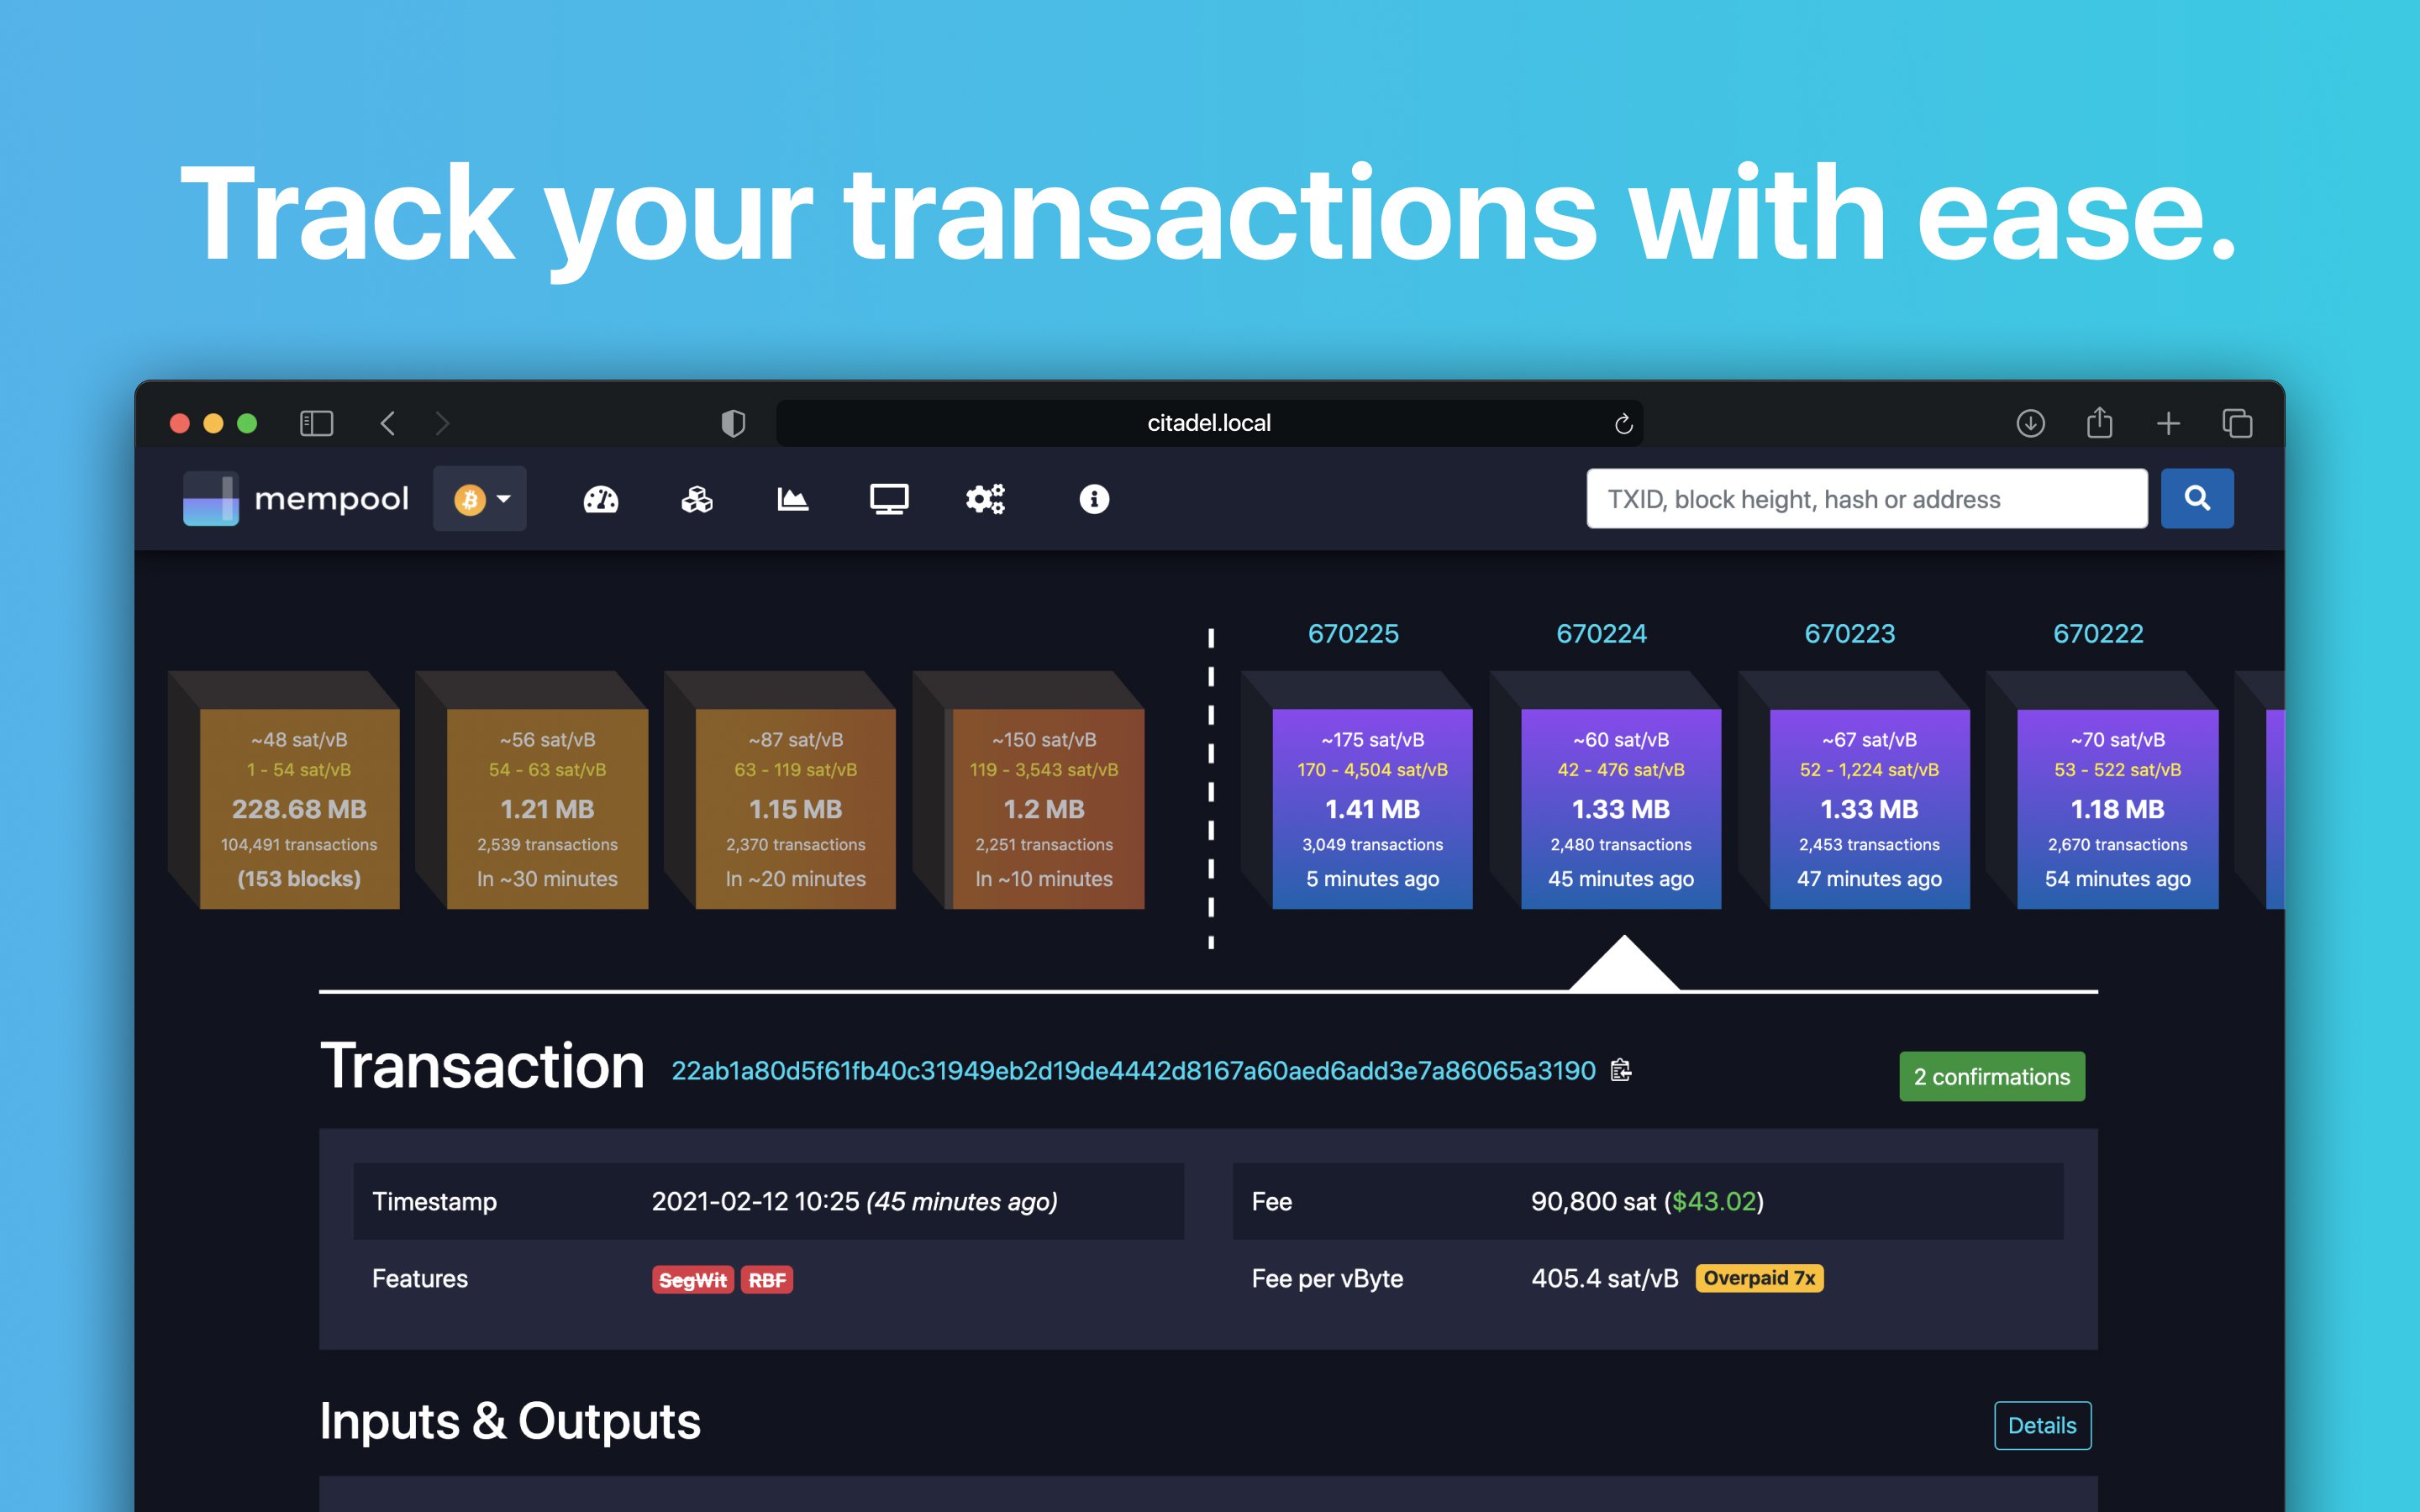 Track your transactions with ease.
citadel.local
mempool
TXID, block height, hash or address
670225
670224
670223
670222
~48 sat/vB
1 - 54 sat/vB
228.68 MB
104,491 transactions
(153 blocks)
~56 sat/vB
54 - 63 sat/vB
1.21 MB
2,539 transactions
In ~30 minutes
~87 sat/vB
63 - 119 sat/vB
1.15 MB
2,370 transactions
In ~20 minutes
~150 sat/vB
119 - 3,543 sat/vB
1.2 MB
2,251 transactions
In ~10 minutes
~175 sat/vB
170 - 4,504 sat/vB
1.41 MB
3,049 transactions
5 minutes ago
~60 sat/vB
42 - 476 sat/vB
1.33 MB
2,480 transactions
45 minutes ago
~67 sat/vB
52 - 1,224 sat/vB
1.33 MB
2,453 transactions
47 minutes ago
~70 sat/vB
53 - 522 sat/vB
1.18 MB
2,670 transactions
54 minutes ago
Transaction 22ab1a80d5f61fb40c31949eb2d19de4442d8167a60aed6add3e7a86065a3190
2 confirmations
Timestamp 2021-02-12 10:25 (45 minutes ago)
Features SegWit RBF
Fee 90,800 sat ($43.02)
Fee per vByte 405.4 sat/vB Overpaid 7x
Inputs & Outputs
Details